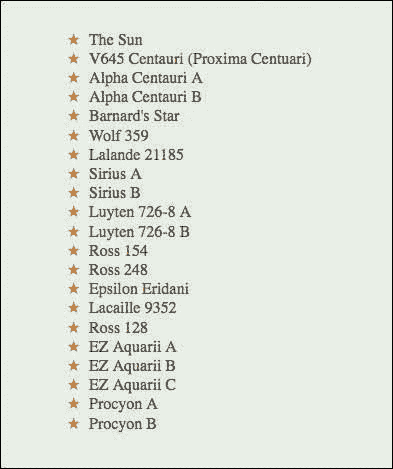 The Sun
V645 Centauri (Proxima Centuari)
Alpha Centauri A
Alpha Centauri B
Barnard's Star
Wolf 359
Lalande 21185
Sirius A
Sirius B
Luyten 726-8 A
Luyten 726-8 B
Ross 154
Ross 248
Epsilon Eridani
Lacaille 9352
Ross 128
EZ Aquarii A
EZ Aquarii B
EZ Aquarii C
Procyon A
Procyon B